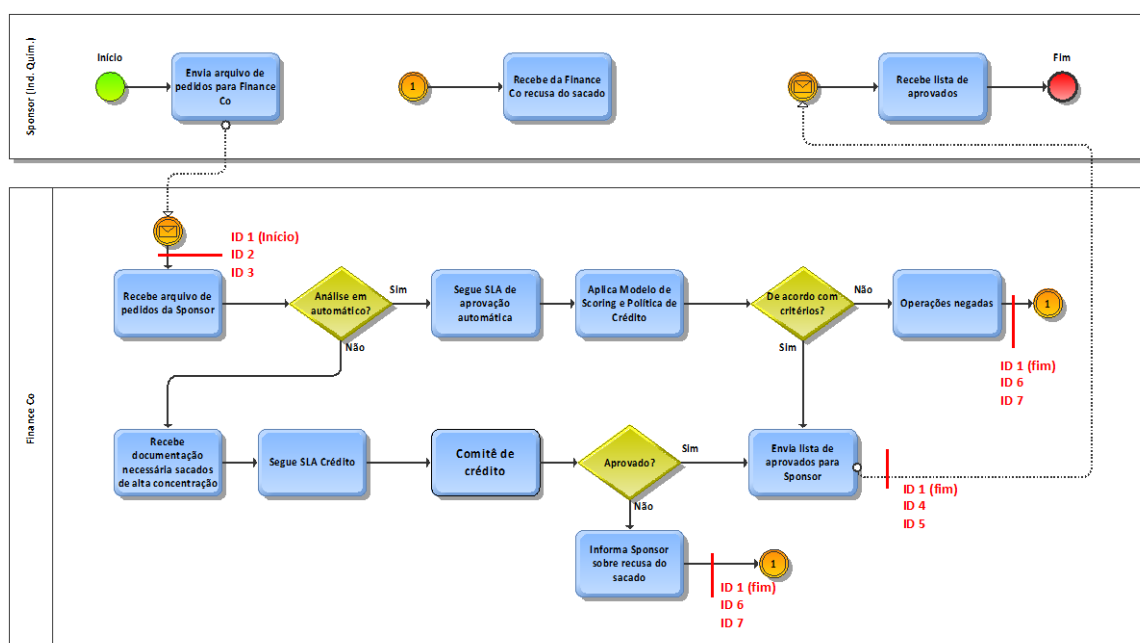 Sponsor (Ind. Quim.)
Início
Envia arquivo de
pedidos para Finance
Co
1
Recebe da Finance
Co recusa do sacado
Recebe lista de
aprovados
Fim
Finance Co
ID 1 (Início)
ID 2
ID 3
Recebe arquivo de
pedidos da Sponsor
Análise em
automático?
Sim
Não
Segue SLA de
aprovação
automática
Aplica Modelo de
Scoring e Política de
Crédito
De acordo com
critérios?
Não
Sim
Operações negadas
1
ID 1 (fim)
ID 6
ID 7
Recebe
documentação
necessária sacados
de alta concentração
Segue SLA Crédito
Comitê de
crédito
Aprovado?
Sim
Não
Envia lista de
aprovados para
Sponsor
ID 1 (fim)
ID 4
ID 5
Informa Sponsor
sobre recusa do
sacado
1
ID 1 (fim)
ID 6
ID 7